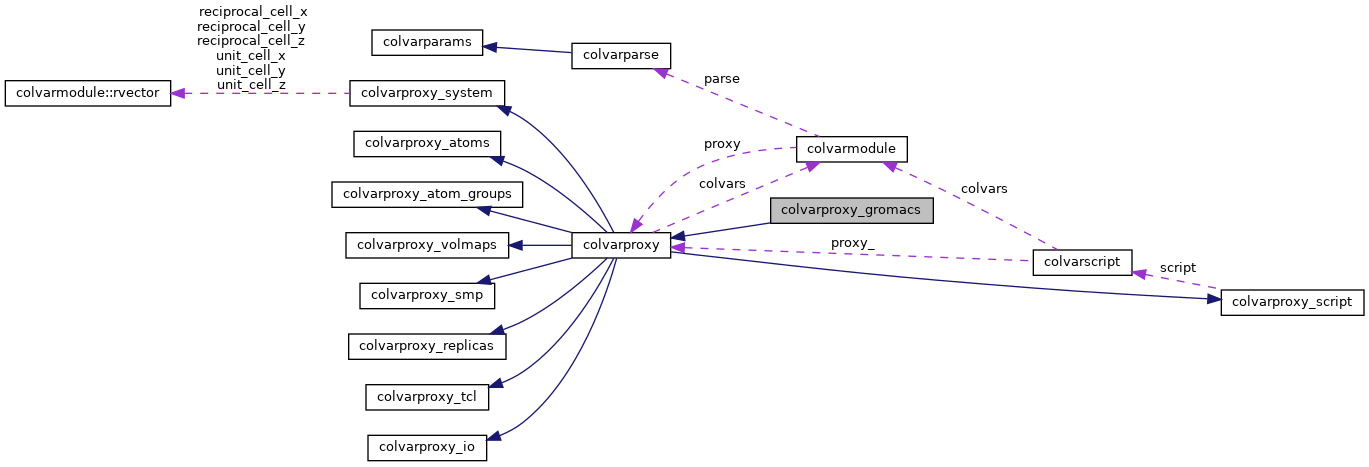 reciprocal_cell_x
reciprocal_cell_y
reciprocal_cell_z
unit_cell_x
unit_cell_y
unit_cell_z
colvarmodule::rvector
colvarparams
colvarparse
colvarproxy_system
colvarproxy_atoms
colvarproxy_atom_groups
colvarproxy_volmaps
colvarproxy_smp
colvarproxy_replicas
colvarproxy_tcl
colvarproxy_io
colvarproxy
parse
proxy
colvars
colvarmodule
colvarproxy_gromacs
proxy_
colvars
colvarscript
script
colvarproxy_script